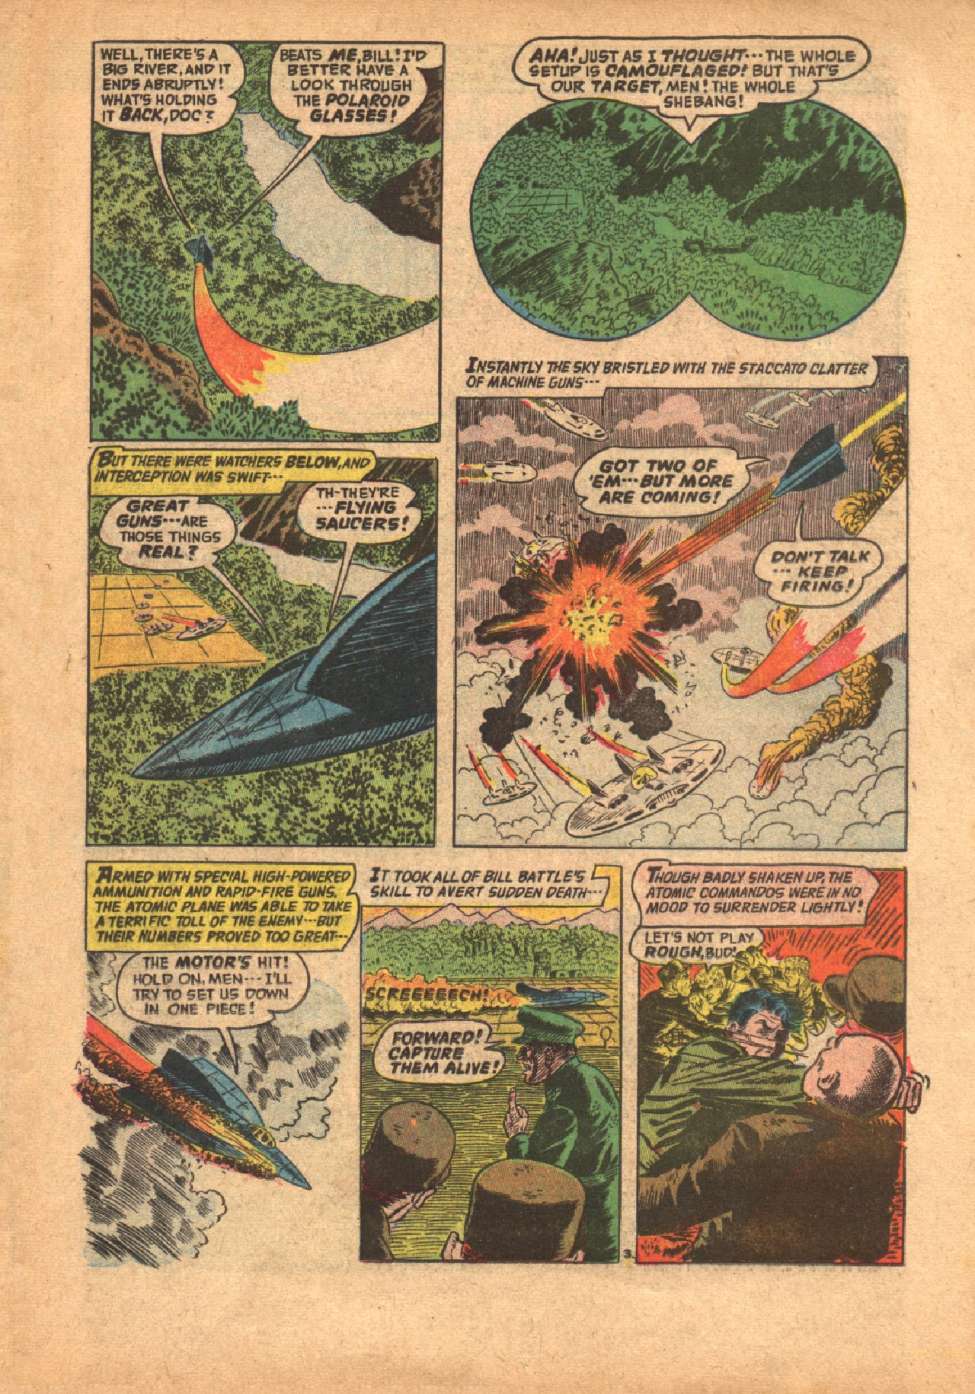 WELL, THERE'S A
BIG RIVER, AND IT
ENDS ABRUPTLY!
WHAT'S HOLDING
IT BACK, DOC?
BEATS ME, BILL! I'D
BETTER HAVE A
LOOK THROUGH
THE POLAROID
GLASSES!
AHA! JUST AS I THOUGHT--- THE WHOLE
SETUP IS CAMOUFLAGED! BUT THAT'S
OUR TARGET, MEN! THE WHOLE
SHEBANG!
BUT THERE WERE WATCHERS BELOW, AND
INTERCEPTION WAS SWIFT---
GREAT
GUNS---ARE
THOSE THINGS
REAL?
TH-THEY'RE
---FLYING
SAUCERS!
INSTANTLY THE SKY BRISTLED WITH THE STACCATO CLATTER
OF MACHINE GUNS---
GOT TWO OF
'EM---BUT MORE
ARE COMING!
DON'T TALK
--- KEEP
FIRING!
ARMED WITH SPECIAL HIGH-POWERED
AMMUNITION AND RAPID-FIRE GUNS,
THE ATOMIC PLANE WAS ABLE TO TAKE
A TERRIFIC TOLL OF THE ENEMY---BUT
THEIR NUMBERS PROVED TOO GREAT---
THE MOTOR'S HIT!
HOLD ON, MEN--- I'LL
TRY TO SET US DOWN
IN ONE PIECE!
IT TOOK ALL OF BILL BATTLE'S
SKILL TO AVERT SUDDEN DEATH---
SCREEEEECH!
FORWARD!
CAPTURE
THEM ALIVE!
3.
THOUGH BADLY SHAKEN UP, THE
ATOMIC COMMANDOS WERE IN NO
MOOD TO SURRENDER LIGHTLY!
LET'S NOT PLAY
ROUGH, BUD!